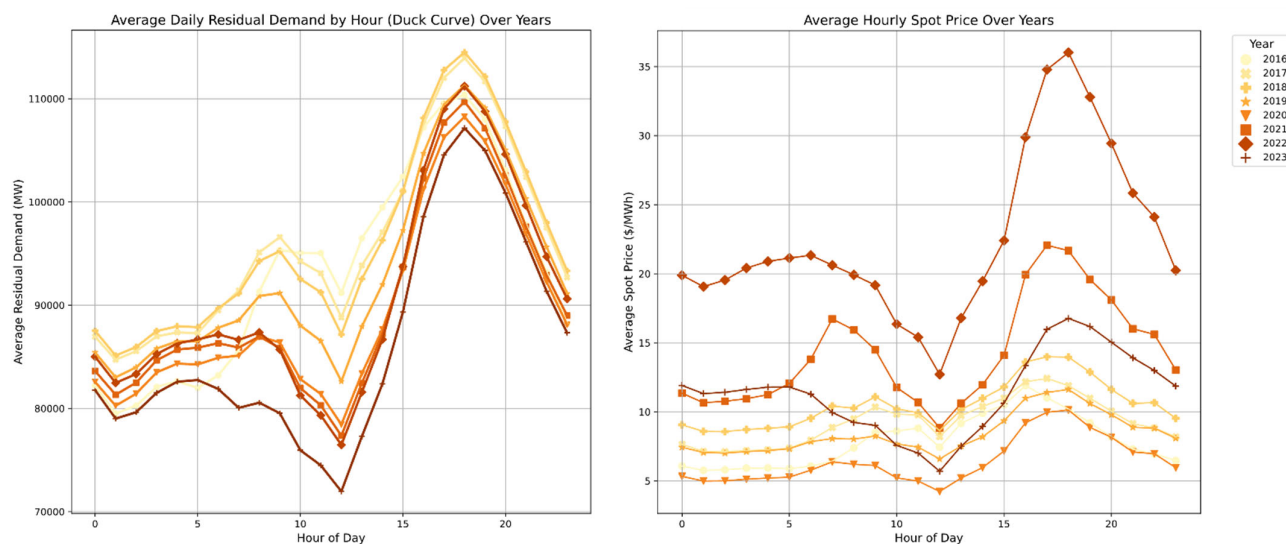 Average Daily Residual Demand by Hour (Duck Curve) Over Years
Average Residual Demand (MW)
110000
100000
90000
80000
70000
0 5 10 15 20
Hour of Day
Average Hourly Spot Price Over Years
Average Spot Price ($/MWh)
35
30
25
20
15
10
5
0 5 10 15 20
Hour of Day
Year
2016
2017
2018
2019
2020
2021
2022
2023